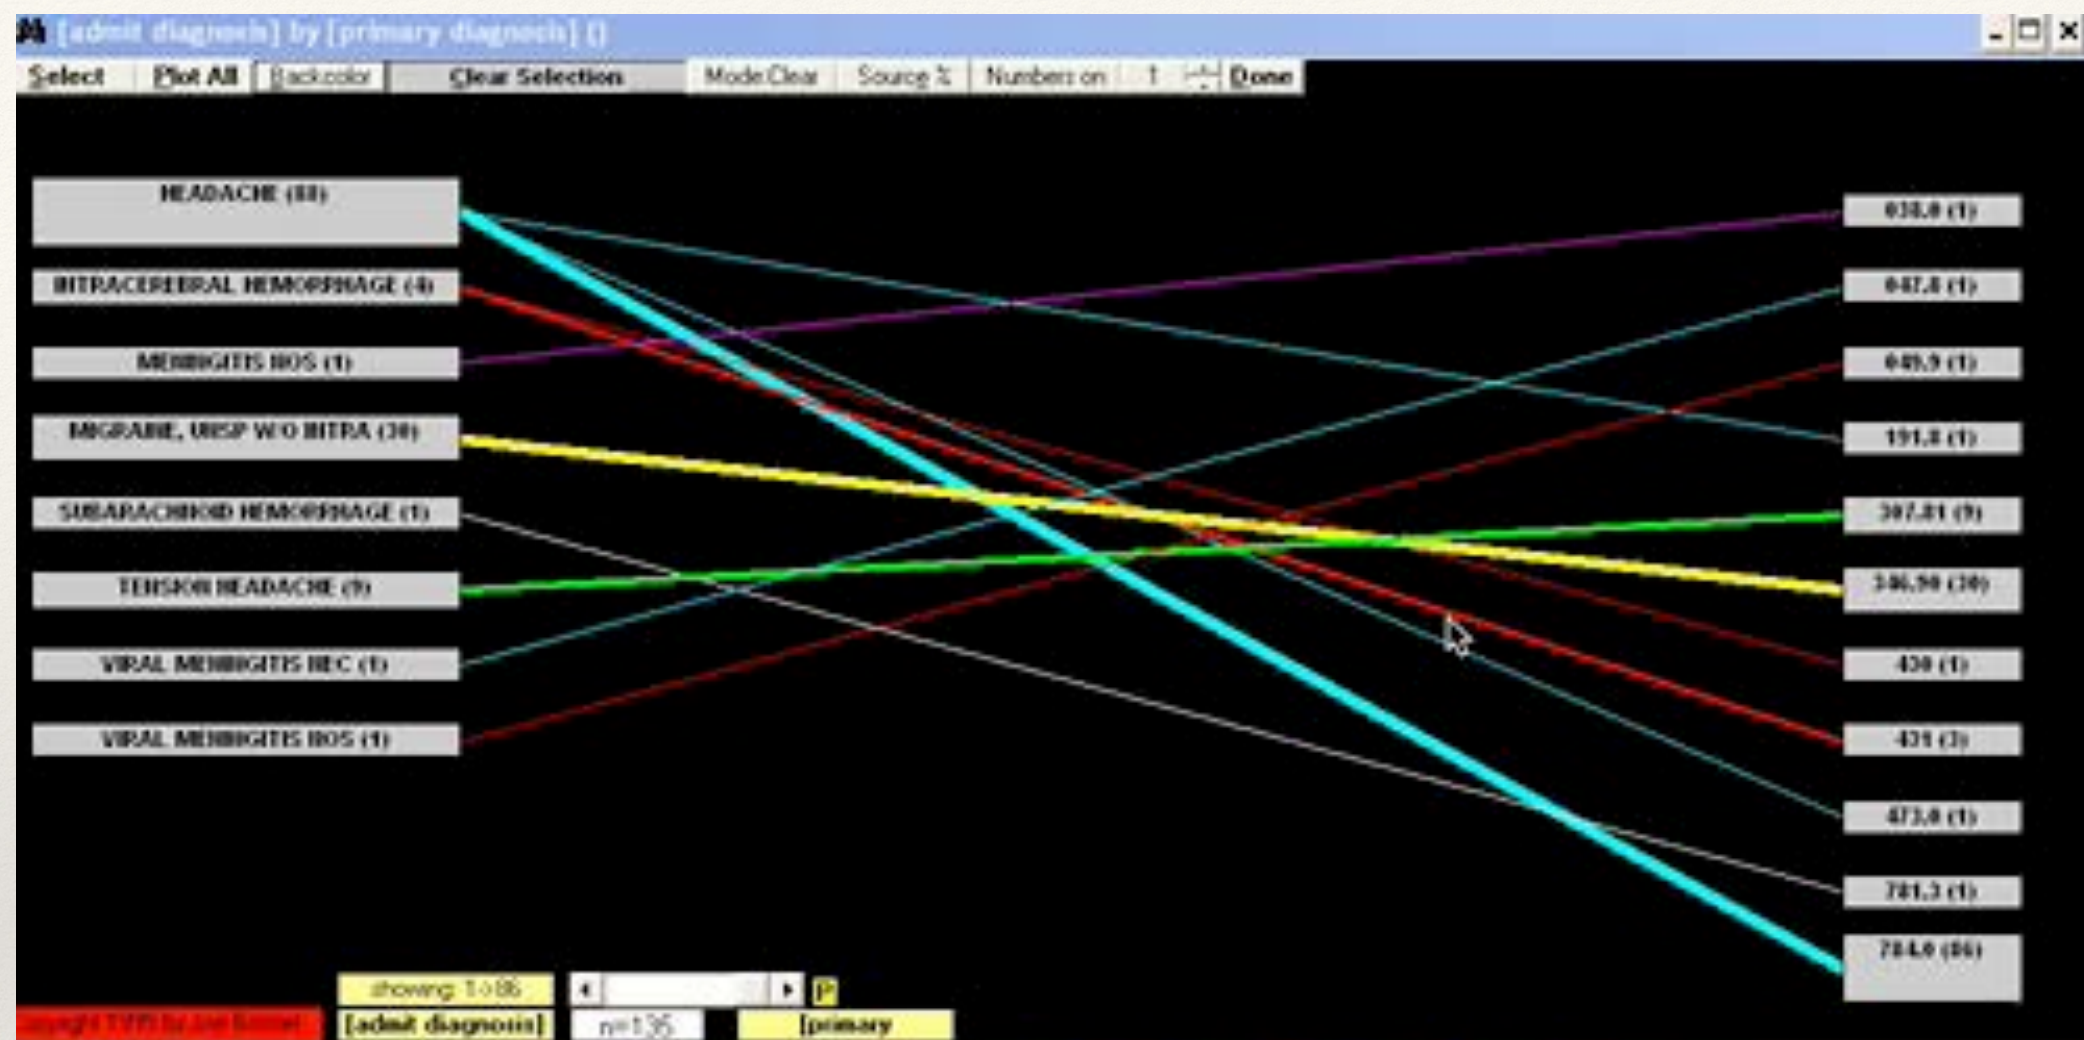 [admit diagnosis] by [primary diagnosis] ()
Select Plot All Backcolor Clear Selection Mode:Clear Source % Numbers on 1 Done
HEADACHE (88)
INTRACEREBRAL HEMORRHAGE (4)
MENINGITIS NOS (1)
MIGRAINE, UNSP W/O INTRA (30)
SUBARACHNOID HEMORRHAGE (1)
TENSION HEADACHE (9)
VIRAL MENINGITIS NEC (1)
VIRAL MENINGITIS NOS (1)
038.0 (1)
047.8 (1)
049.9 (1)
191.8 (1)
307.81 (9)
346.90 (30)
430 (1)
431 (3)
473.0 (1)
781.3 (1)
784.0 (86)
showing: 1->86
P
copyright 1999 by
[admit diagnosis]
n=135
[primary